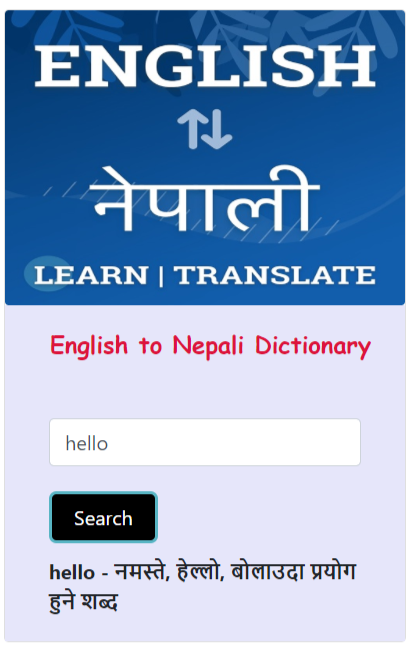 ENGLISH
नेपाली
LEARN | TRANSLATE
English to Nepali Dictionary
hello
Search
hello - नमस्ते, हेल्लो, बोलाउदा प्रयोग
हुने शब्द